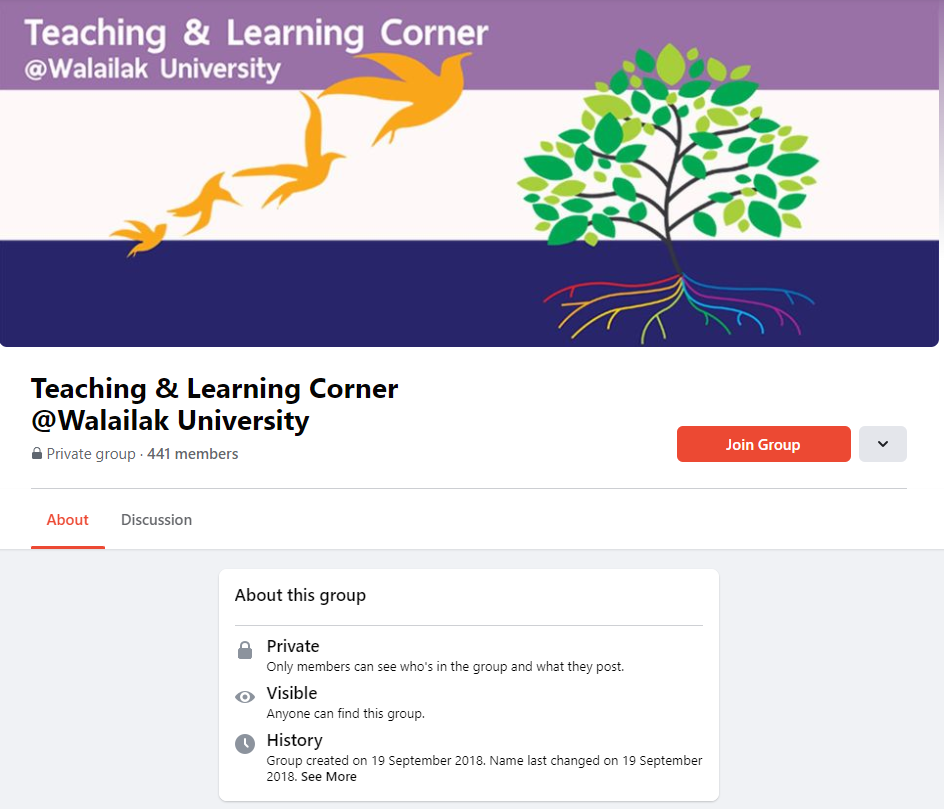 Teaching & Learning Corner
@Walailak University
Teaching & Learning Corner
@Walailak University
Private group · 441 members
Join Group
About
Discussion
About this group
Private
Only members can see who's in the group and what they post.
Visible
Anyone can find this group.
History
Group created on 19 September 2018. Name last changed on 19 September
2018. See More